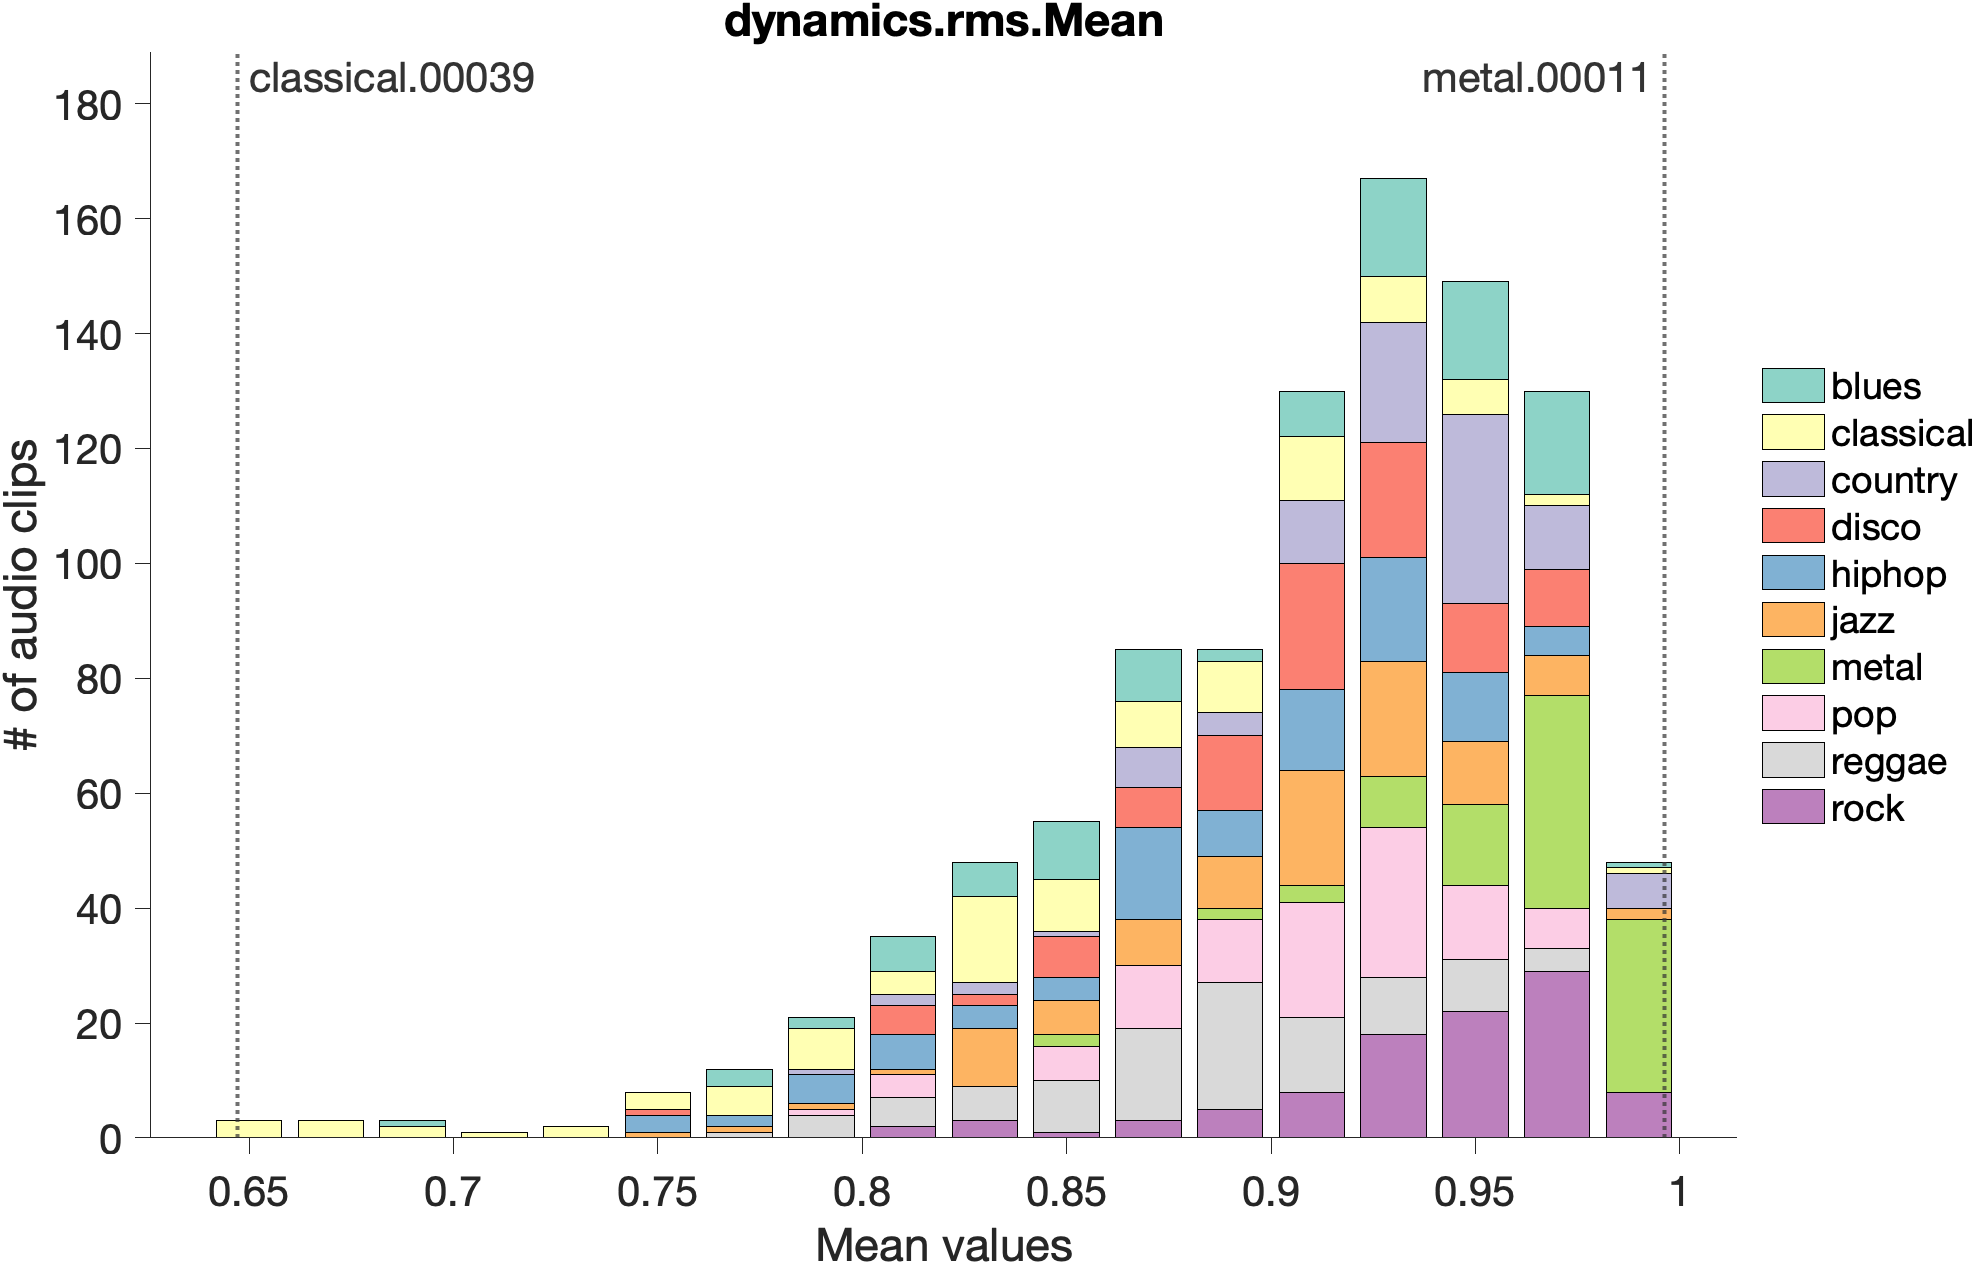 dynamics.rms.Mean
classical.00039
metal.00011
# of audio clips
180
160
140
120
100
80
60
40
20
0
0.65 0.7 0.75 0.8 0.85 0.9 0.95 1
Mean values
blues
classical
country
disco
hiphop
jazz
metal
pop
reggae
rock